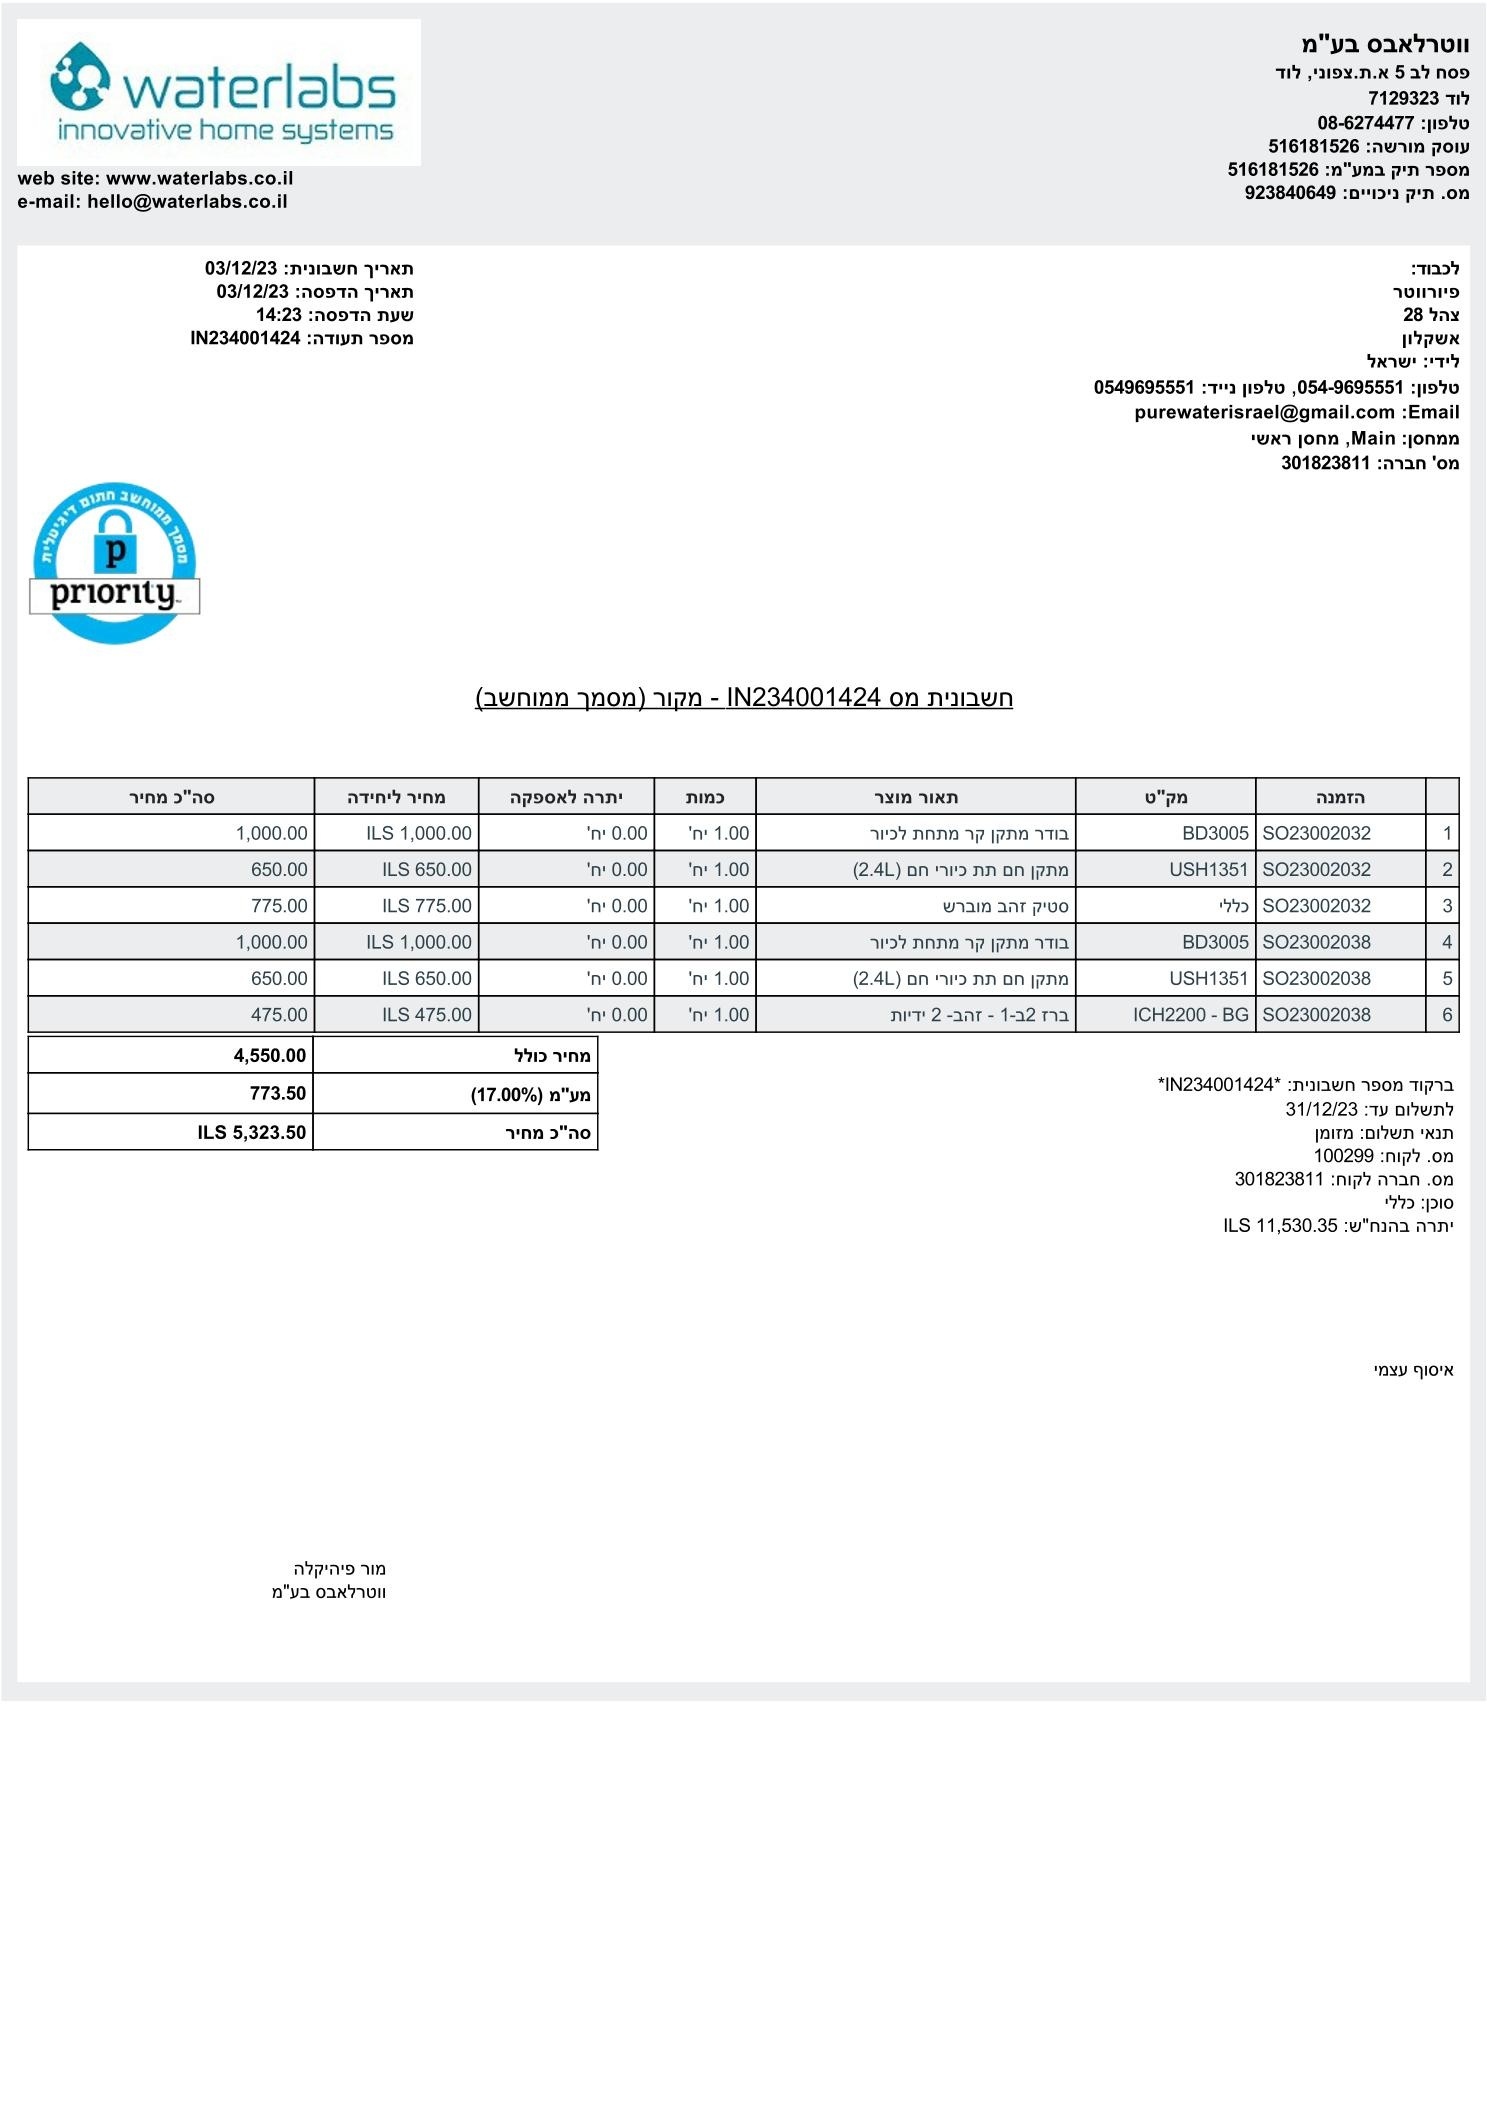 waterlabs
innovative home systems
web site: www.waterlabs.co.il
e-mail: hello@waterlabs.co.il
ווטרלאבס בע"מ
פסח לב 5 א.ת.צפוני, לוד
לוד 7129323
טלפון: 08-6274477
עוסק מורשה: 516181526
מספר תיק במע"מ: 516181526
מס. תיק ניכויים: 923840649
לכבוד:
פיורווטר
צהל 28
אשקלון
לידי: ישראל
טלפון: 054-9695551, טלפון נייד: 0549695551
Email: purewaterisrael@gmail.com
ממחסן: Main, מחסן ראשי
מס' חברה: 301823811
תאריך חשבונית: 03/12/23
תאריך הדפסה: 03/12/23
שעת הדפסה: 14:23
מספר תעודה: IN234001424
מסמך ממוחשב חתום דיגיטלית
p
priority
חשבונית מס IN234001424 - מקור (מסמך ממוחשב)
הזמנה מק"ט תאור מוצר כמות יתרה לאספקה מחיר ליחידה סה"כ מחיר
1 SO23002032 BD3005 בודר מתקן קר מתחת לכיור 1.00 יח' 0.00 יח' ILS 1,000.00 1,000.00
2 SO23002032 USH1351 מתקן חם תת כיורי חם (2.4L) 1.00 יח' 0.00 יח' ILS 650.00 650.00
3 SO23002032 כללי סטיק זהב מוברש 1.00 יח' 0.00 יח' ILS 775.00 775.00
4 SO23002038 BD3005 בודר מתקן קר מתחת לכיור 1.00 יח' 0.00 יח' ILS 1,000.00 1,000.00
5 SO23002038 USH1351 מתקן חם תת כיורי חם (2.4L) 1.00 יח' 0.00 יח' ILS 650.00 650.00
6 SO23002038 ICH2200 - BG ברז 2ב-1 - זהב- 2 ידיות 1.00 יח' 0.00 יח' ILS 475.00 475.00
מחיר כולל 4,550.00
מע"מ (17.00%) 773.50
סה"כ מחיר ILS 5,323.50
ברקוד מספר חשבונית: *IN234001424*
לתשלום עד: 31/12/23
תנאי תשלום: מזומן
מס. לקוח: 100299
מס. חברה לקוח: 301823811
סוכן: כללי
יתרה בהנח"ש: ILS 11,530.35
איסוף עצמי
מור פיהיקלה
ווטרלאבס בע"מ